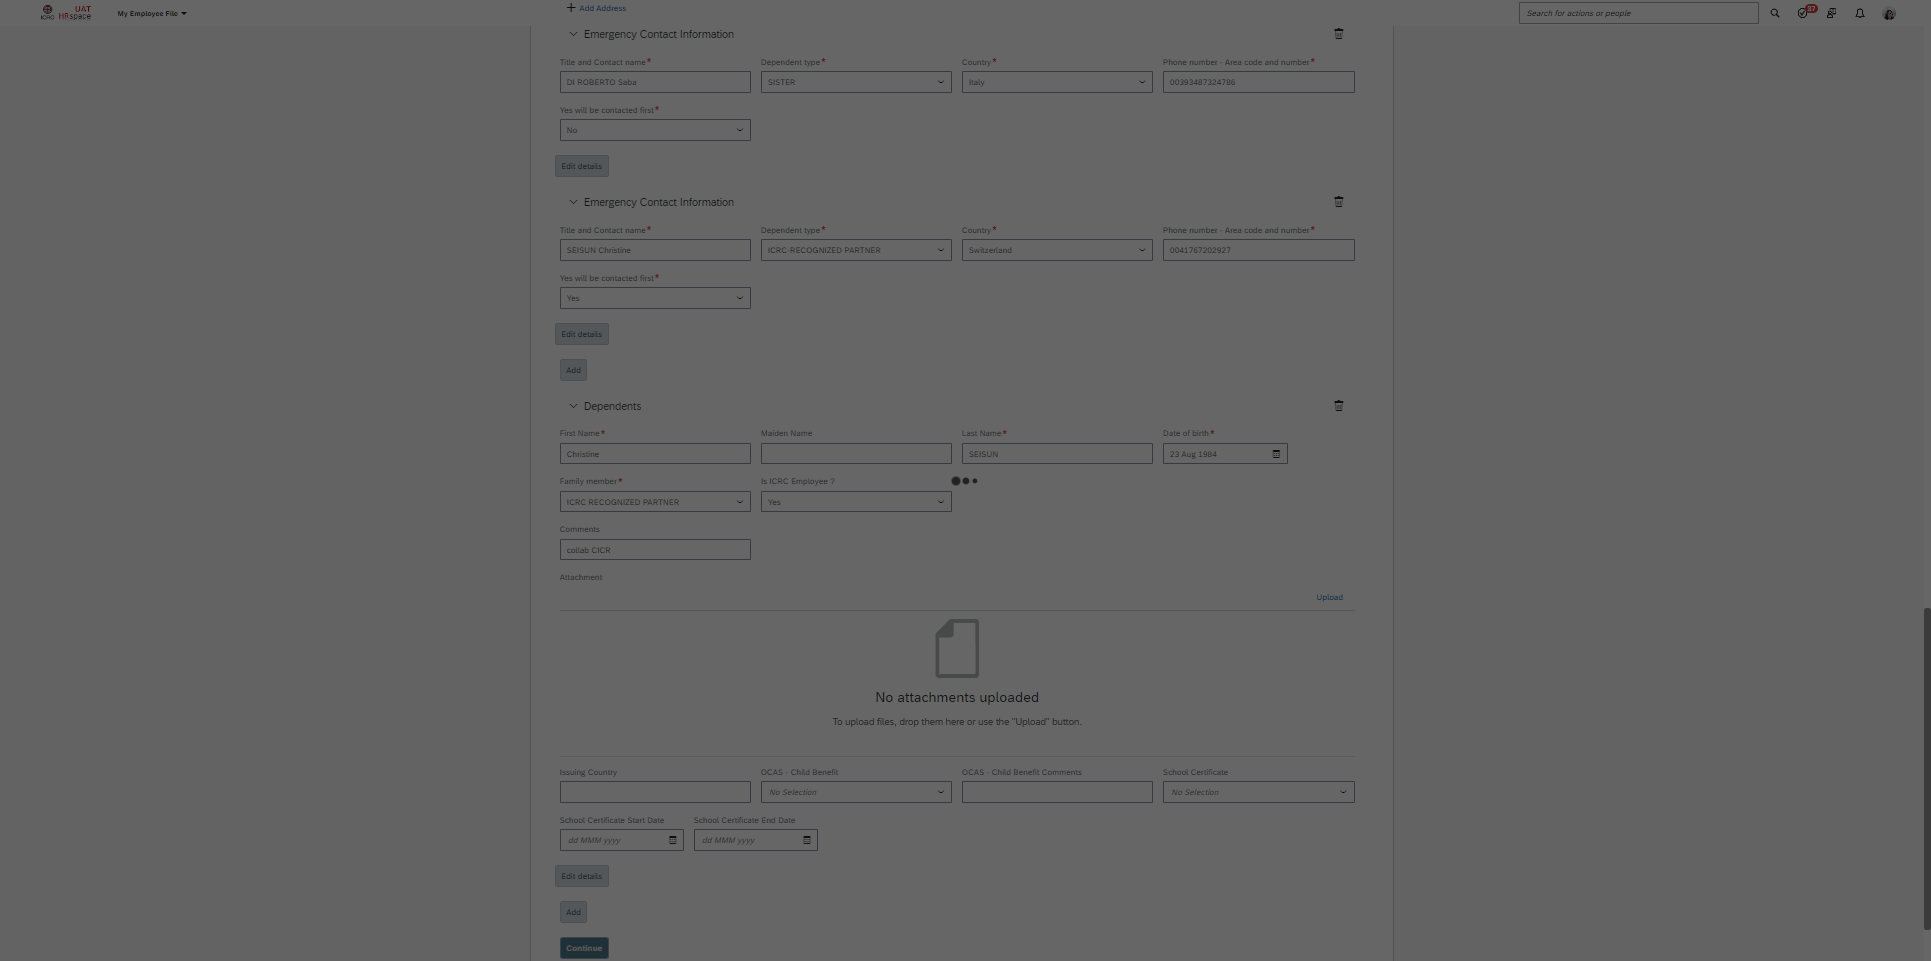 ICRC
UAT
HRspace
My Employee File
Search for actions or people
37
Add Address
Emergency Contact Information
Title and Contact name* Dependent type* Country* Phone number - Area code and number*
DI ROBERTO Saba SISTER Italy 00393487324786
Yes will be contacted first*
No
Edit details
Emergency Contact Information
Title and Contact name* Dependent type* Country* Phone number - Area code and number*
SEISUN Christine ICRC-RECOGNIZED PARTNER Switzerland 0041767202927
Yes will be contacted first*
Yes
Edit details
Add
Dependents
First Name* Maiden Name Last Name* Date of birth*
Christine SEISUN 23 Aug 1984
Family member* Is ICRC Employee ?
ICRC RECOGNIZED PARTNER Yes
Comments
collab CICR
Attachment
Upload
No attachments uploaded
To upload files, drop them here or use the "Upload" button.
Issuing Country OCAS - Child Benefit OCAS - Child Benefit Comments School Certificate
No Selection No Selection
School Certificate Start Date School Certificate End Date
dd MMM yyyy dd MMM yyyy
Edit details
Add
Continue